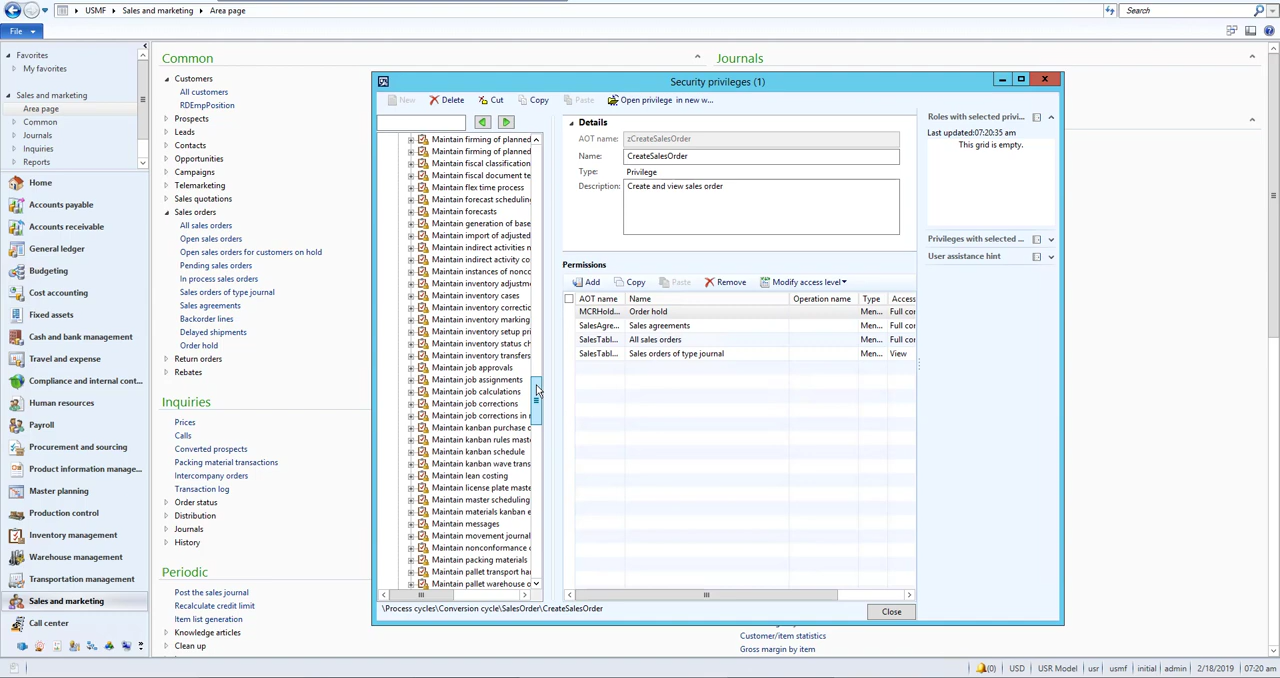 USMF
Sales and marketing
Area page
Search
File
Favorites
My favorites
Sales and marketing
Area page
Common
Journals
Inquiries
Reports
Home
Accounts payable
Accounts receivable
General ledger
Budgeting
Cost accounting
Fixed assets
Cash and bank management
Travel and expense
Compliance and internal cont...
Human resources
Payroll
Procurement and sourcing
Product information manage...
Master planning
Production control
Inventory management
Warehouse management
Transportation management
Sales and marketing
Call center
Common
Customers
All customers
RDEmpPosition
Prospects
Leads
Contacts
Opportunities
Campaigns
Telemarketing
Sales quotations
Sales orders
All sales orders
Open sales orders
Open sales orders for customers on hold
Pending sales orders
In process sales orders
Sales orders of type journal
Sales agreements
Backorder lines
Delayed shipments
Order hold
Return orders
Rebates
Inquiries
Prices
Calls
Converted prospects
Packing material transactions
Intercompany orders
Transaction log
Order status
Distribution
Journals
History
Periodic
Post the sales journal
Recalculate credit limit
Item list generation
Knowledge articles
Clean up
Journals
Customer/item statistics
Gross margin by item
Security privileges (1)
New
Delete
Cut
Copy
Paste
Open privilege in new w...
Maintain firming of planned
Maintain firming of planned
Maintain fiscal classification
Maintain fiscal document te
Maintain flex time process
Maintain forecast scheduling
Maintain forecasts
Maintain generation of base
Maintain import of adjusted
Maintain indirect activities n
Maintain indirect activity co
Maintain instances of nonco
Maintain inventory adjustme
Maintain inventory cases
Maintain inventory correctio
Maintain inventory marking
Maintain inventory setup pri
Maintain inventory status ch
Maintain inventory transfers
Maintain job approvals
Maintain job assignments
Maintain job calculations
Maintain job corrections
Maintain job corrections in r
Maintain kanban purchase o
Maintain kanban rules maste
Maintain kanban schedule
Maintain kanban wave trans
Maintain lean costing
Maintain license plate maste
Maintain master scheduling
Maintain materials kanban e
Maintain messages
Maintain movement journal
Maintain nonconformance o
Maintain packing materials
Maintain pallet transport ha
Maintain pallet warehouse o
\Process cycles\Conversion cycle\SalesOrder\CreateSalesOrder
Details
AOT name: zCreateSalesOrder
Name: CreateSalesOrder
Type: Privilege
Description: Create and view sales order
Permissions
Add
Copy
Paste
Remove
Modify access level
AOT name Name Operation name Type Access
MCRHold... Order hold Men... Full cor
SalesAgre... Sales agreements Men... Full cor
SalesTabl... All sales orders Men... Full cor
SalesTabl... Sales orders of type journal Men... View
Close
Roles with selected privi...
Last updated:07:20:35 am
This grid is empty.
Privileges with selected ...
User assistance hint
(0)
USD
USR Model
usr
usmf
initial
admin
2/18/2019
07:20 am